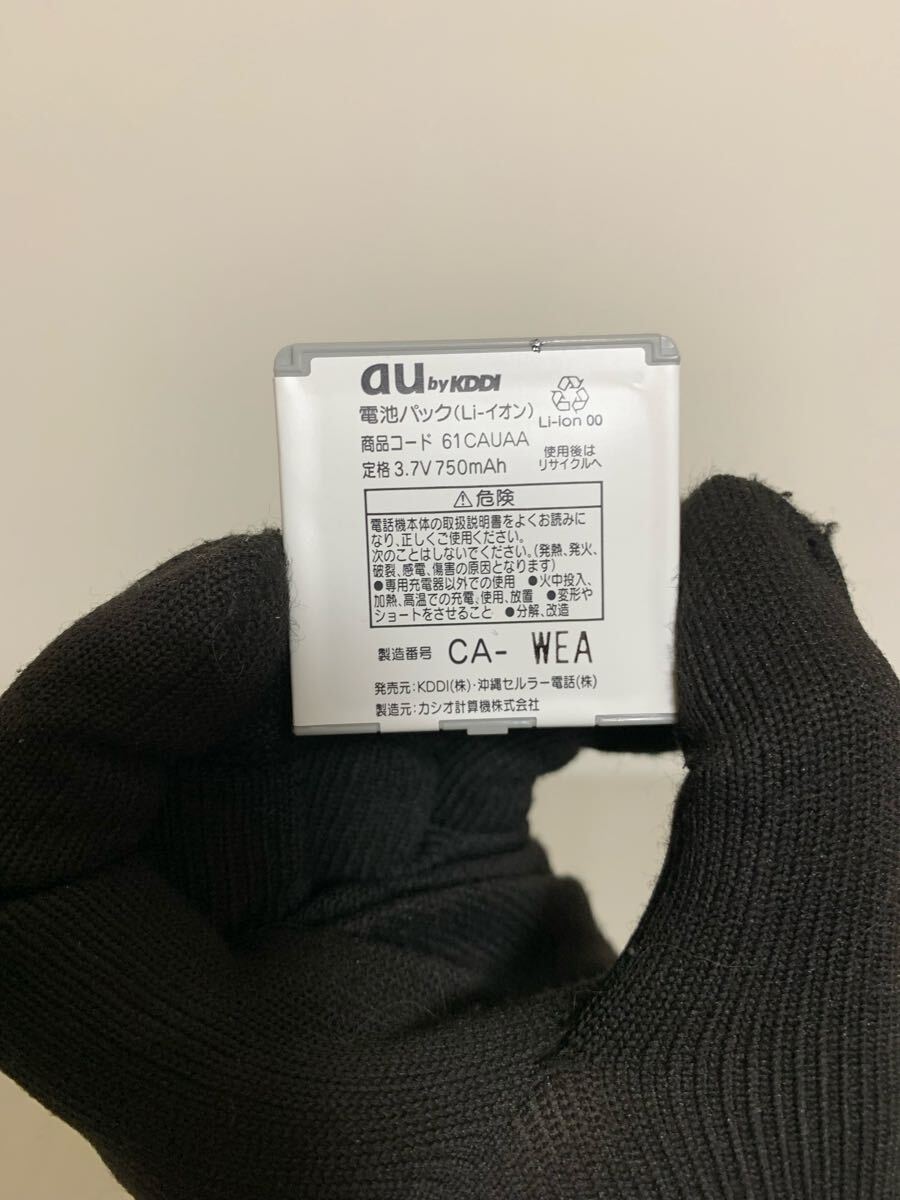 au by KDDI
電池パック(Li-イオン)
Li-ion 00
商品コード 61CAUAA
使用後は
リサイクルへ
定格 3.7V 750mAh
⚠危険
電話機本体の取扱説明書をよくお読みに
なり、正しくご使用ください。
次のことはしないでください。(発熱、発火、
破裂、感電、傷害の原因となります)
●専用充電器以外での使用 ●火中投入、
加熱、高温での充電、使用、放置 ●変形や
ショートをさせること ●分解、改造
製造番号 CA- WEA
発売元:KDDI(株)・沖縄セルラー電話(株)
製造元:カシオ計算機株式会社